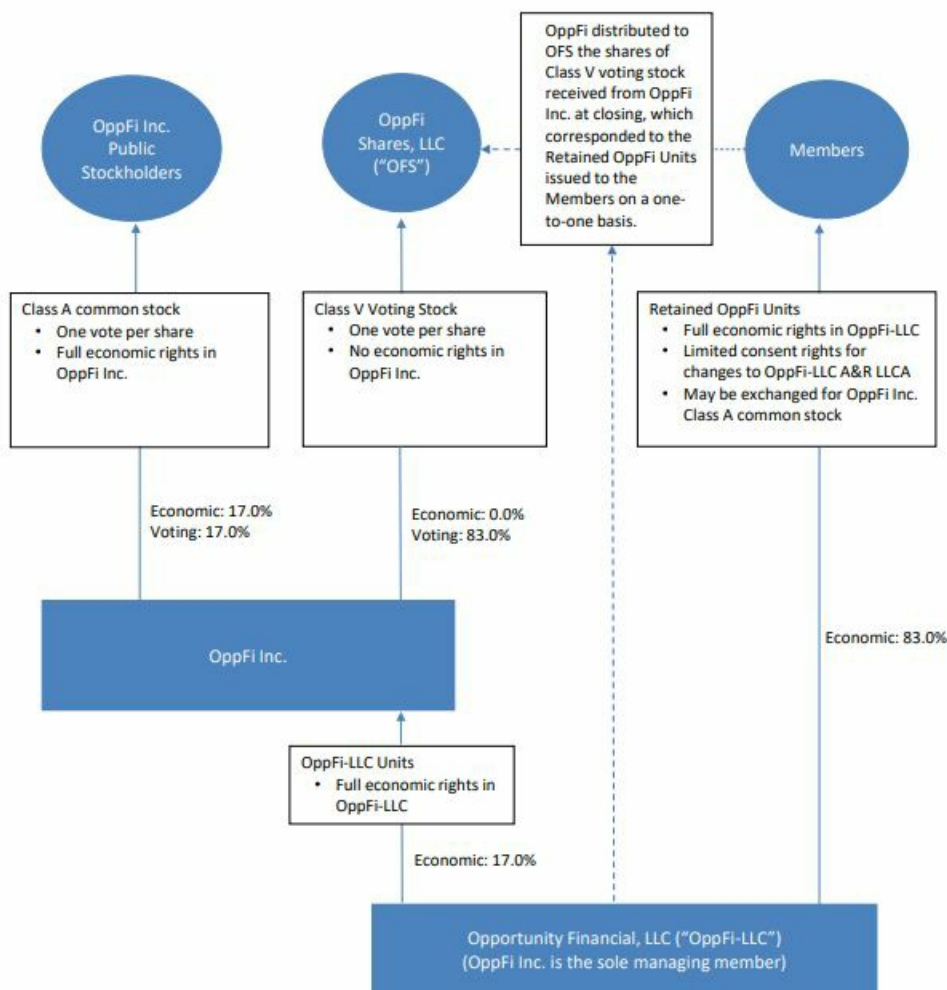 OppFi Inc.
Public
Stockholders
OppFi
Shares, LLC
(“OFS”)
OppFi distributed to
OFS the shares of
Class V voting stock
received from OppFi
Inc. at closing, which
corresponded to the
Retained OppFi Units
issued to the
Members on a one-
to-one basis.
Members
Class A common stock
• One vote per share
• Full economic rights in
OppFi Inc.
Class V Voting Stock
• One vote per share
• No economic rights in
OppFi Inc.
Retained OppFi Units
• Full economic rights in OppFi-LLC
• Limited consent rights for
changes to OppFi-LLC A&R LLCA
• May be exchanged for OppFi Inc.
Class A common stock
Economic: 17.0%
Voting: 17.0%
Economic: 0.0%
Voting: 83.0%
OppFi Inc.
Economic: 83.0%
OppFi-LLC Units
• Full economic rights in
OppFi-LLC
Economic: 17.0%
Opportunity Financial, LLC (“OppFi-LLC”)
(OppFi Inc. is the sole managing member)